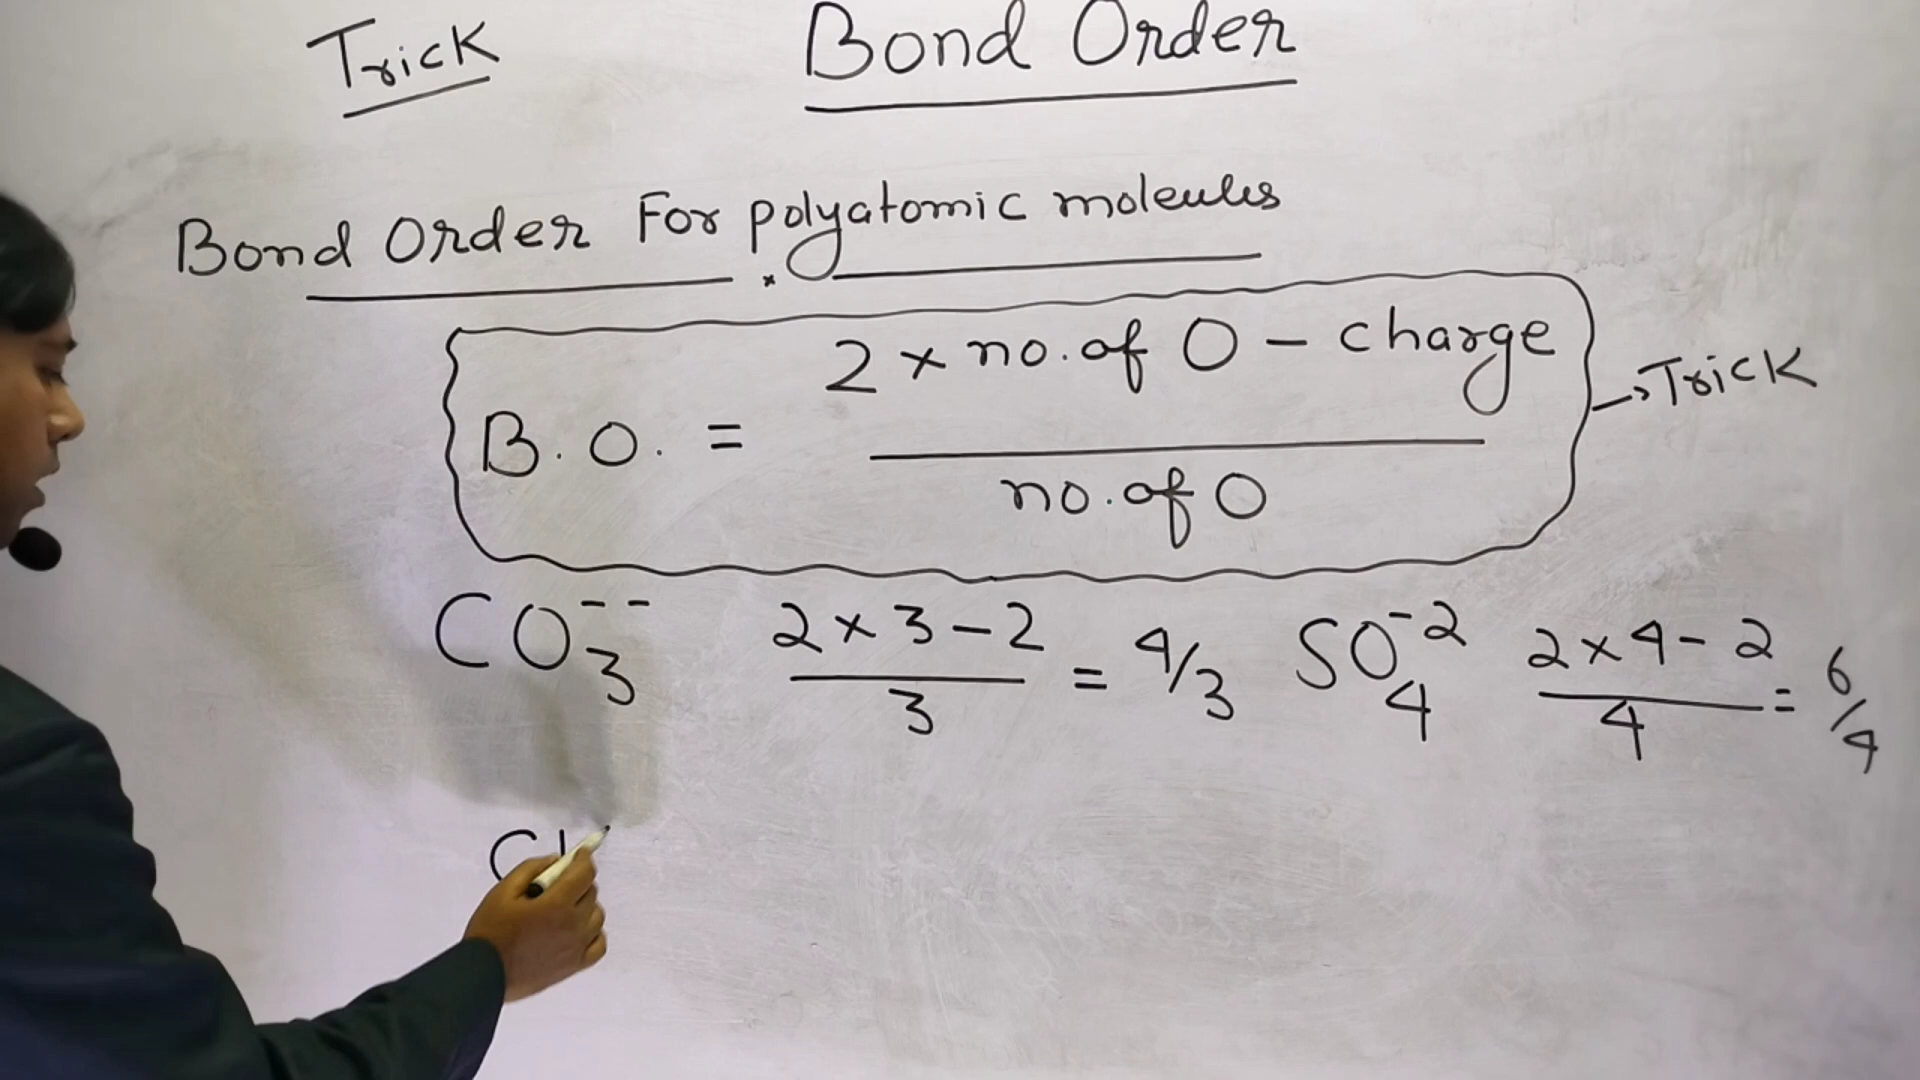 Trick Bond Order
Bond Order For polyatomic moleules
2 × no. of O – charge
B.O. = → Trick
no. of O
CO₃⁻⁻ 2 × 3 – 2 / 3 = 4/3 SO₄⁻² 2 × 4 – 2 / 4 = 6/4
Cl